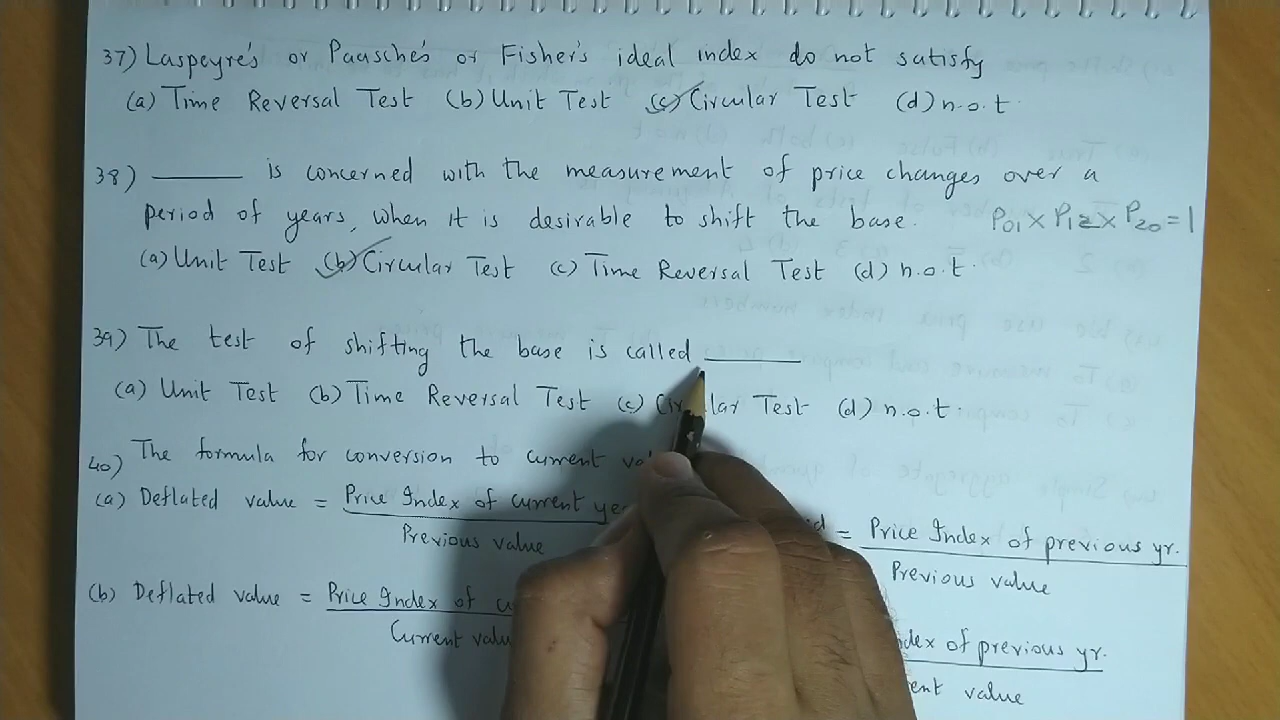 37) Laspeyre's or Paasche's or Fisher's ideal index do not satisfy
(a) Time Reversal Test (b) Unit Test (c) Circular Test (d) n.o.t.
38) ______ is concerned with the measurement of price changes over a
period of years, when it is desirable to shift the base. P01 × P12 × P20 = 1
(a) Unit Test (b) Circular Test (c) Time Reversal Test (d) n.o.t.
39) The test of shifting the base is called ______
(a) Unit Test (b) Time Reversal Test (c) Test (d) n.o.t.
40) The formula for conversion to current
(a) Deflated value = Price Index of current
Previous value
= Price Index of previous yr.
Previous value
(b) Deflated value = Price Index of
Current
of previous yr.
value